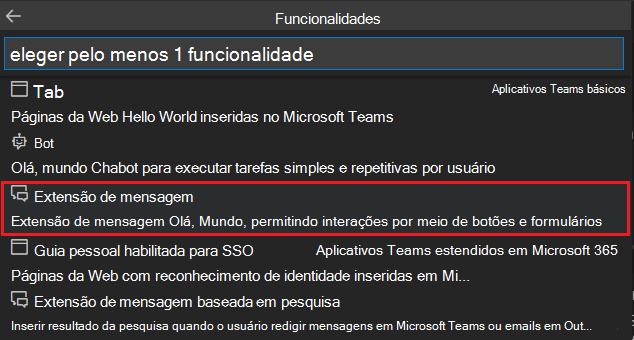 Funcionalidades
eleger pelo menos 1 funcionalidade
Tab Aplicativos Teams básicos
Páginas da Web Hello World inseridas no Microsoft Teams
Bot
Olá, mundo Chabot para executar tarefas simples e repetitivas por usuário
Extensão de mensagem
Extensão de mensagem Olá, Mundo, permitindo interações por meio de botões e formulários
Guia pessoal habilitada para SSO Aplicativos Teams estendidos em Microsoft 365
Páginas da Web com reconhecimento de identidade inseridas em Mi...
Extensão de mensagem baseada em pesquisa
Inserir resultado da pesquisa quando o usuário redigir mensagens em Microsoft Teams ou emails em Out...